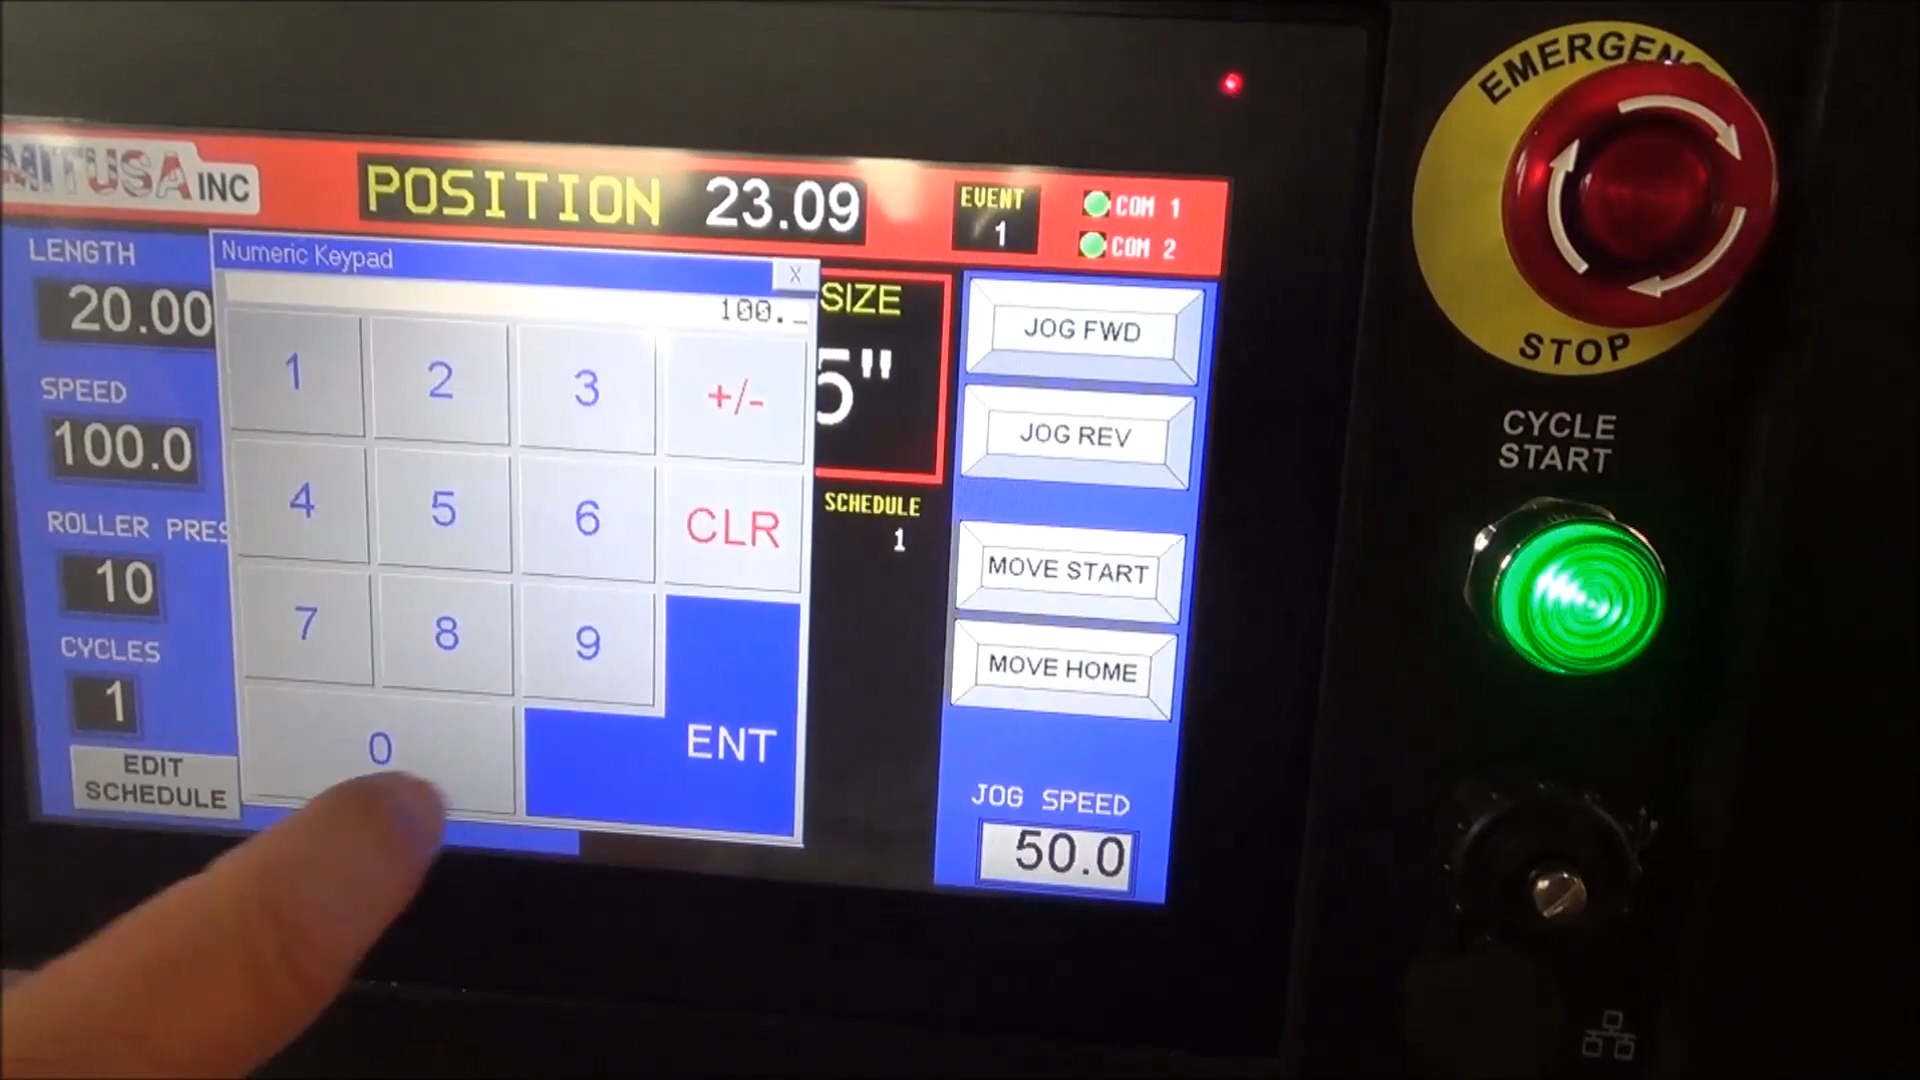 EMERGENC
MITUSA INC
POSITION 23.09
EVENT
1
COM 1
COM 2
LENGTH
20.00
SPEED
100.0
ROLLER PRES
10
CYCLES
1
EDIT
SCHEDULE
Numeric Keypad
X
100._
1 2 3 +/-
4 5 6 CLR
7 8 9
0 ENT
SIZE
5"
SCHEDULE
1
JOG FWD
JOG REV
MOVE START
MOVE HOME
JOG SPEED
50.0
STOP
CYCLE
START